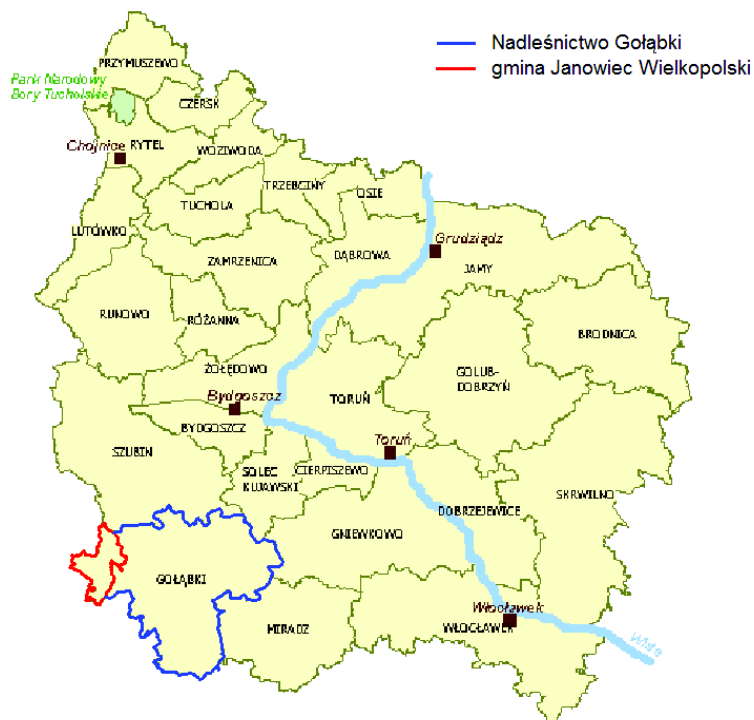 Nadleśnictwo Gołąbki
gmina Janowiec Wielkopolski
PRZYMUSZEWO
Park Narodowy
Bory Tucholskie
CZERSK
Chojnice
RYTEL
WOZIWODA
TRZEBCINY
OSIE
TUCHOLA
LUTÓWKO
Grudziądz
DĄBROWA
ZAMRZENICA
JAMY
RUNOWO
RÓŻANNA
BRODNICA
ŻOŁĘDOWO
GOLUB-
DOBRZYŃ
Bydgoszcz
TORUŃ
BYDGOSZCZ
Toruń
SZUBIN
SOLEC
KUJAWSKI
CIERPISZEWO
SKRWILNO
DOBRZEJEWICE
GNIEWKOWO
GOŁĄBKI
Włocławek
MIRADZ
WŁOCŁAWEK
Wisła